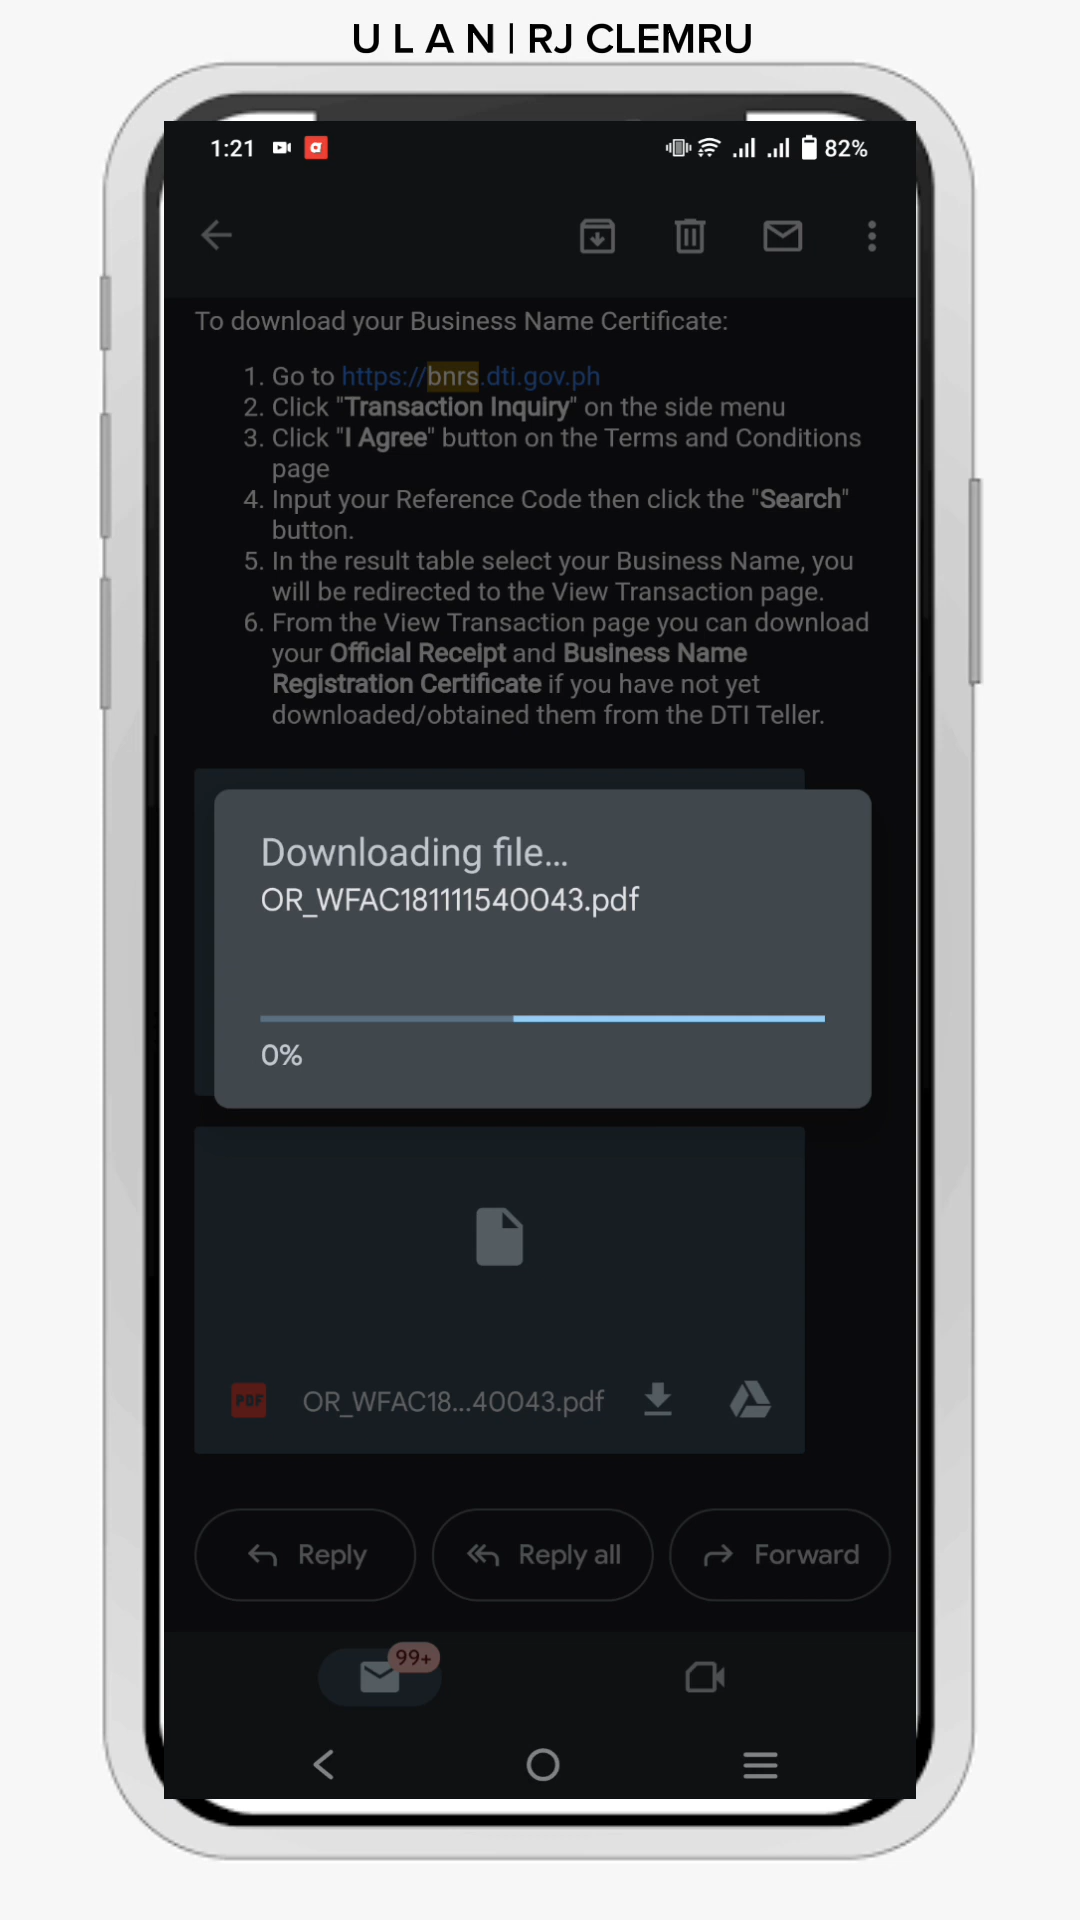 U L A N | RJ CLEMRU
1:21
82%
To download your Business Name Certificate:
1. Go to https://bnrs.dti.gov.ph
2. Click "Transaction Inquiry" on the side menu
3. Click "I Agree" button on the Terms and Conditions
page
4. Input your Reference Code then click the "Search"
button.
5. In the result table select your Business Name, you
will be redirected to the View Transaction page.
6. From the View Transaction page you can download
your Official Receipt and Business Name
Registration Certificate if you have not yet
downloaded/obtained them from the DTI Teller.
Downloading file...
OR_WFAC181111540043.pdf
0%
PDF OR_WFAC18...40043.pdf
Reply Reply all Forward
99+